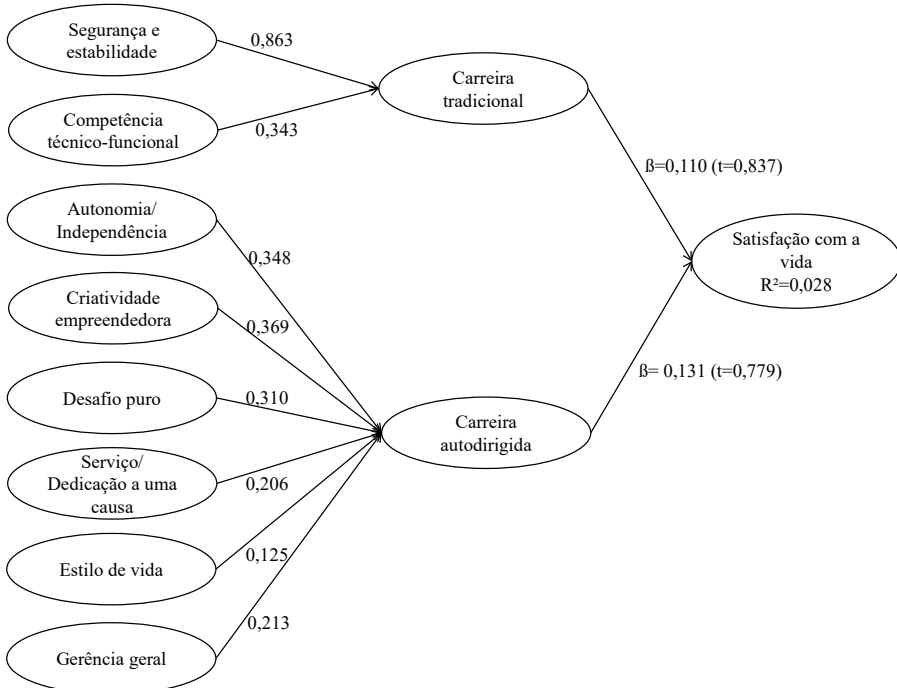 Segurança e
estabilidade
0,863
Carreira
tradicional
Competência
técnico-funcional
0,343
ß=0,110 (t=0,837)
Autonomia/
Independência
0,348
Satisfação com a
vida
R²=0,028
Criatividade
empreendedora
0,369
ß= 0,131 (t=0,779)
Desafio puro
0,310
Carreira
autodirigida
Serviço/
Dedicação a uma
causa
0,206
Estilo de vida
0,125
Gerência geral
0,213